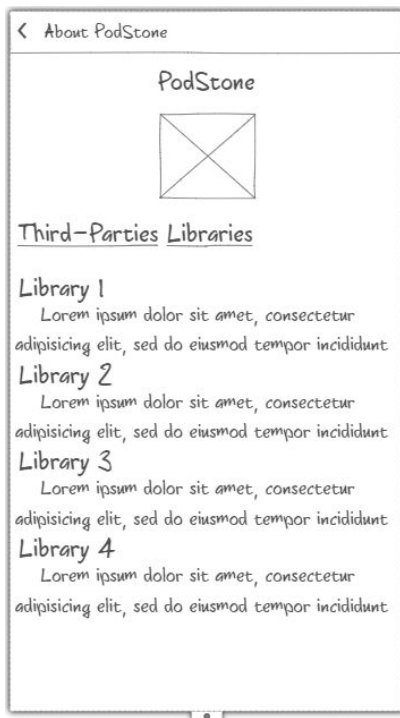 About PodStone
PodStone
Third-Parties Libraries
Library 1
Lorem ipsum dolor sit amet, consectetur
adipisicing elit, sed do eiusmod tempor incididunt
Library 2
Lorem ipsum dolor sit amet, consectetur
adipisicing elit, sed do eiusmod tempor incididunt
Library 3
Lorem ipsum dolor sit amet, consectetur
adipisicing elit, sed do eiusmod tempor incididunt
Library 4
Lorem ipsum dolor sit amet, consectetur
adipisicing elit, sed do eiusmod tempor incididunt